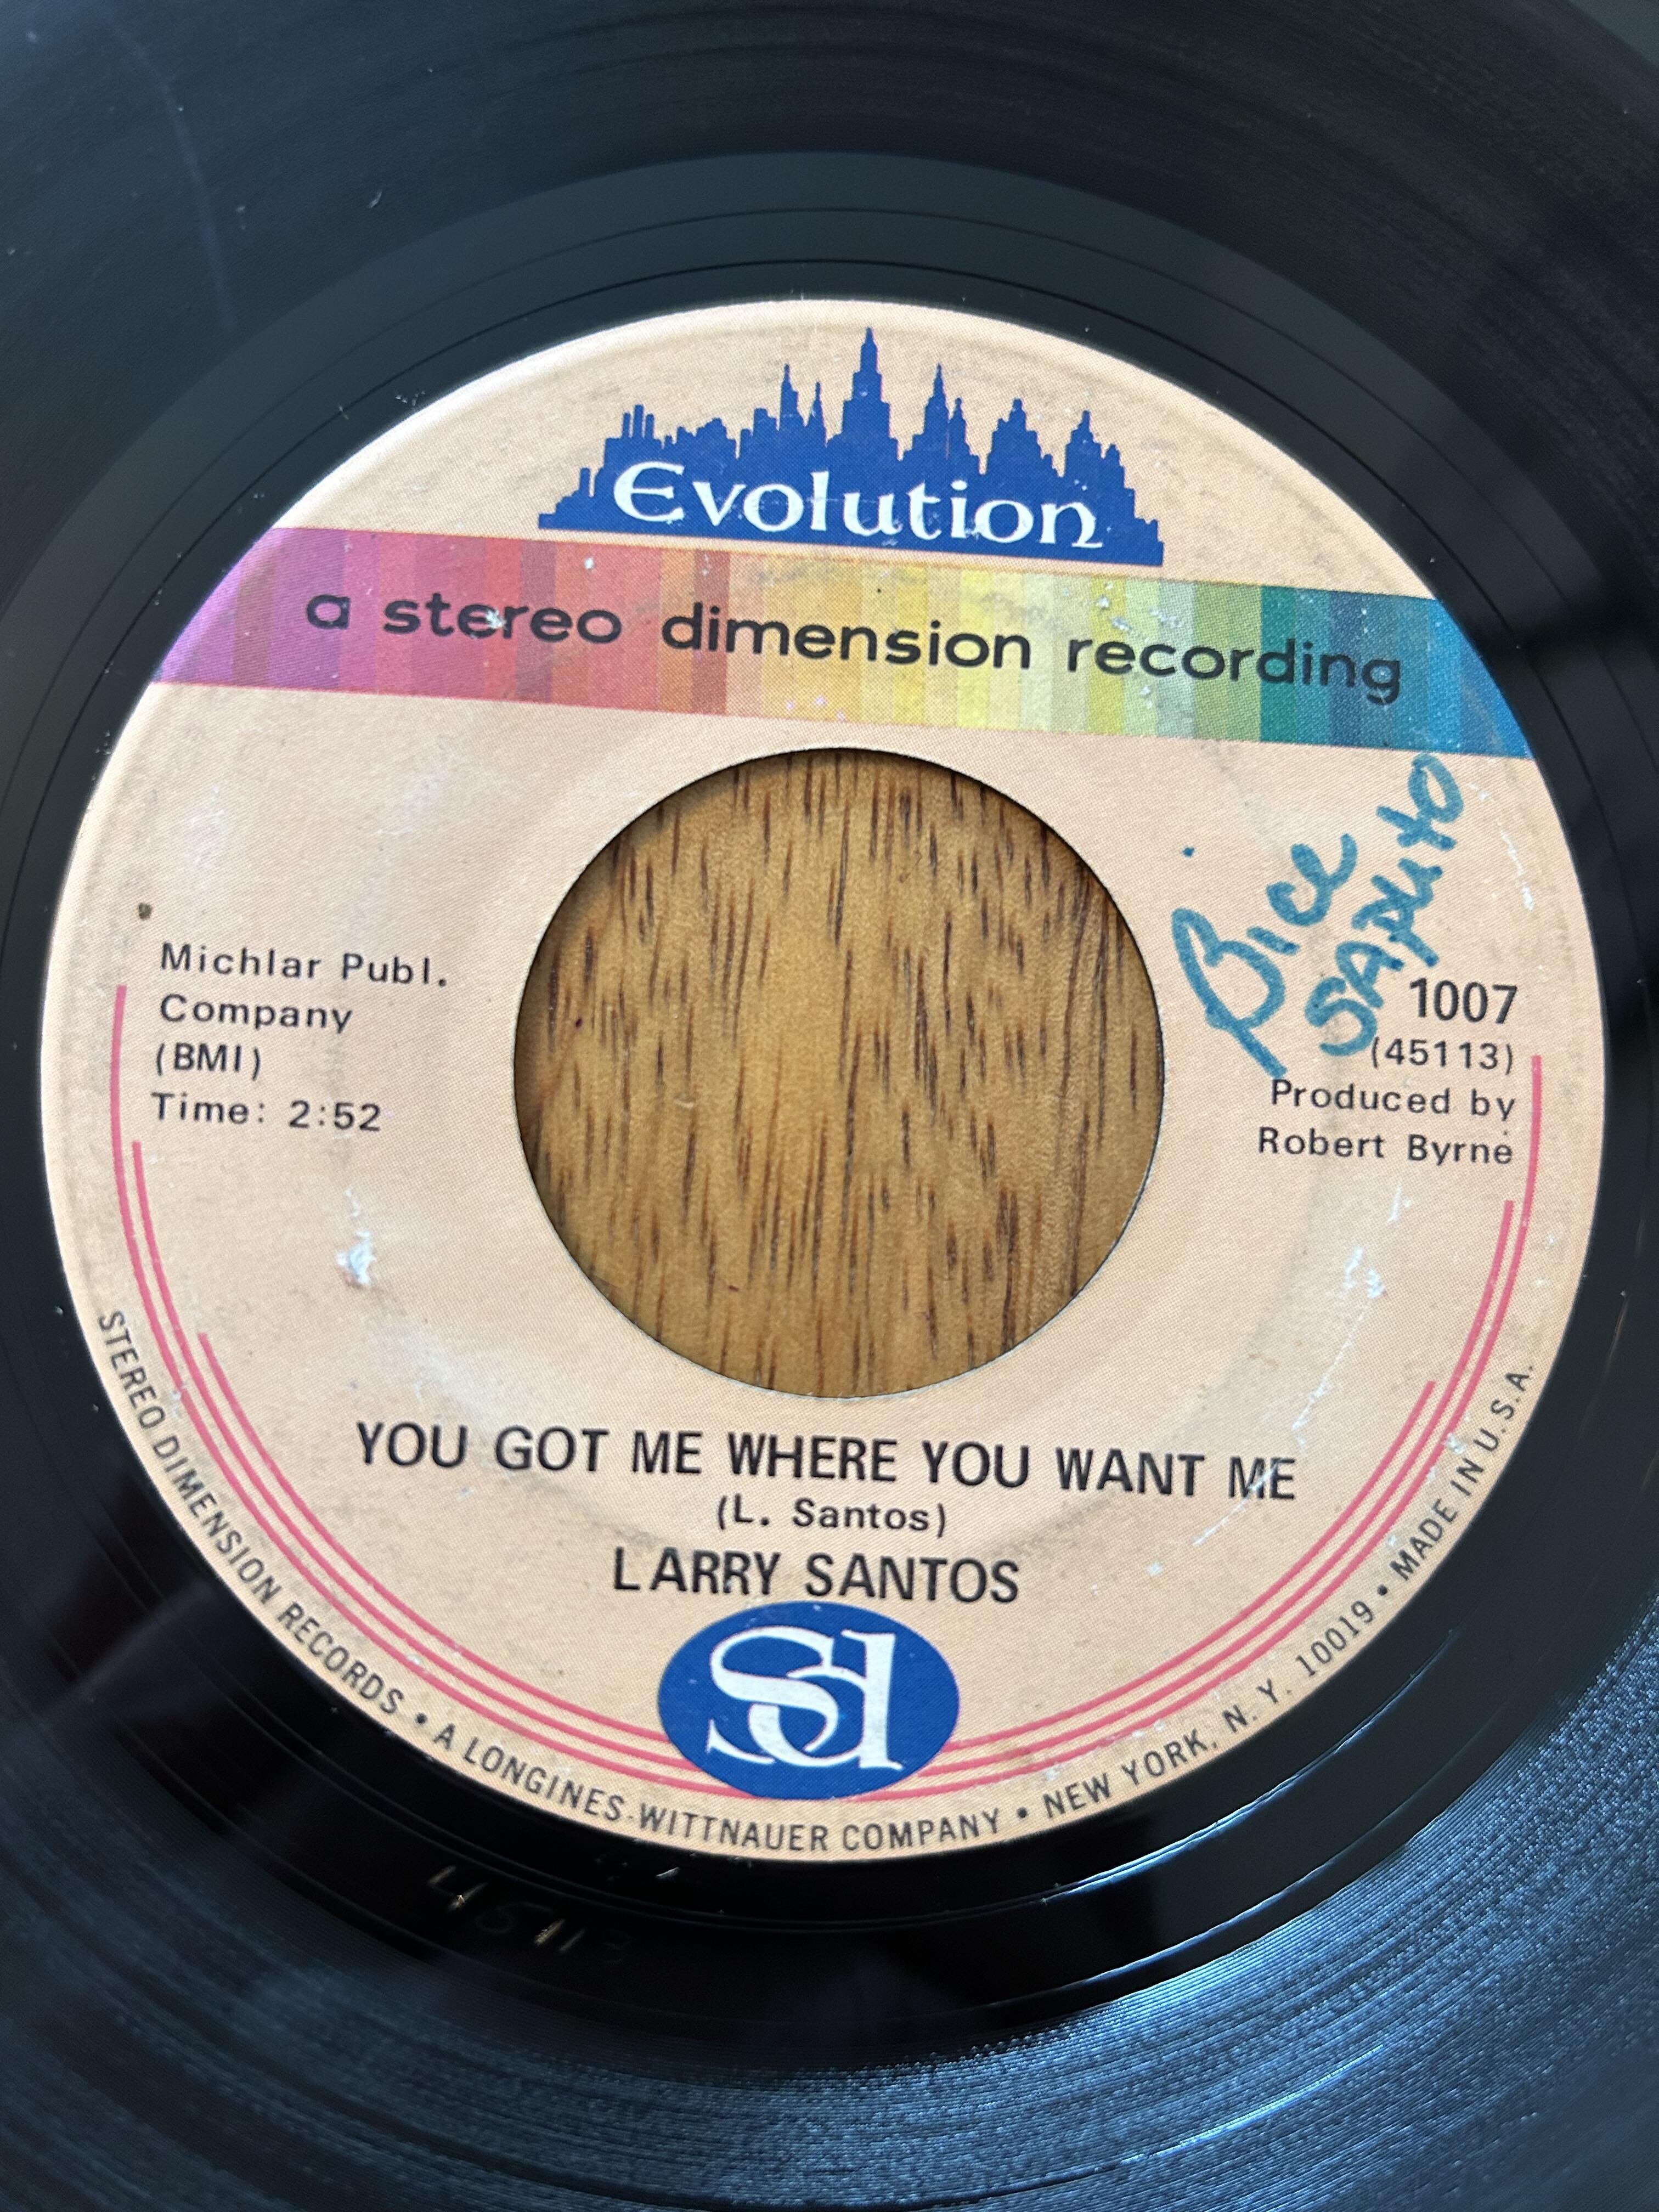 Evolution
a stereo dimension recording
Michlar Publ.
Company
(BMI)
Time: 2:52
SAPUTO
1007
(45113)
Produced by
Robert Byrne
YOU GOT ME WHERE YOU WANT ME
(L. Santos)
LARRY SANTOS
Sd
STEREO DIMENSION RECORDS • A LONGINES-WITTNAUER COMPANY • NEW YORK, N. Y. 10019 • MADE IN U.S.A.